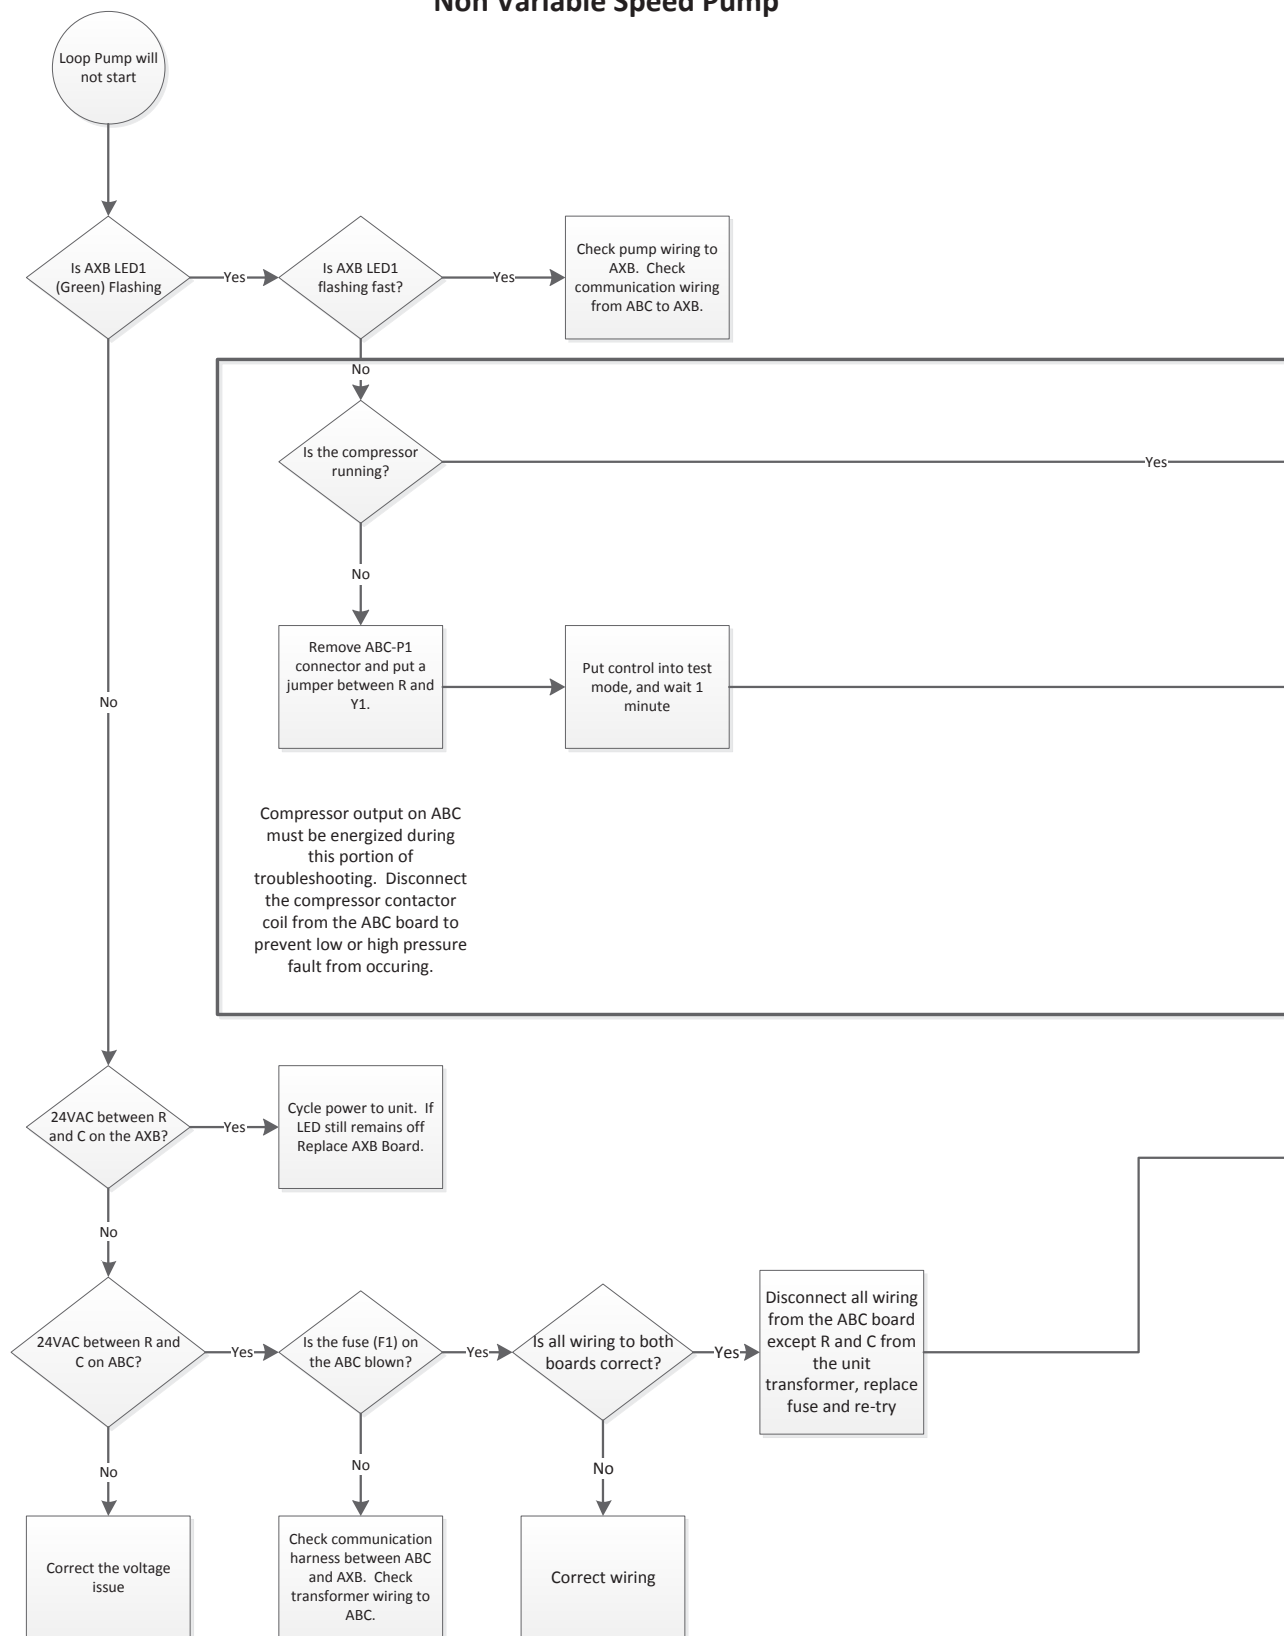 Non Variable Speed Pump
Loop Pump will
not start
Is AXB LED1
(Green) Flashing
Yes
Is AXB LED1
flashing fast?
Yes
Check pump wiring to
AXB.  Check
communication wiring
from ABC to AXB.
No
Is the compressor
running?
Yes
No
Remove ABC-P1
connector and put a
jumper between R and
Y1.
Put control into test
mode, and wait 1
minute
No
Compressor output on ABC
must be energized during
this portion of
troubleshooting.  Disconnect
the compressor contactor
coil from the ABC board to
prevent low or high pressure
fault from occuring.
24VAC between R
and C on the AXB?
Yes
Cycle power to unit.  If
LED still remains off
Replace AXB Board.
No
24VAC between R and
C on ABC?
Yes
Is the fuse (F1) on
the ABC blown?
Yes
Is all wiring to both
boards correct?
Yes
Disconnect all wiring
from the ABC board
except R and C from
the unit
transformer, replace
fuse and re-try
No
No
No
Correct the voltage
issue
Check communication
harness between ABC
and AXB.  Check
transformer wiring to
ABC.
Correct wiring